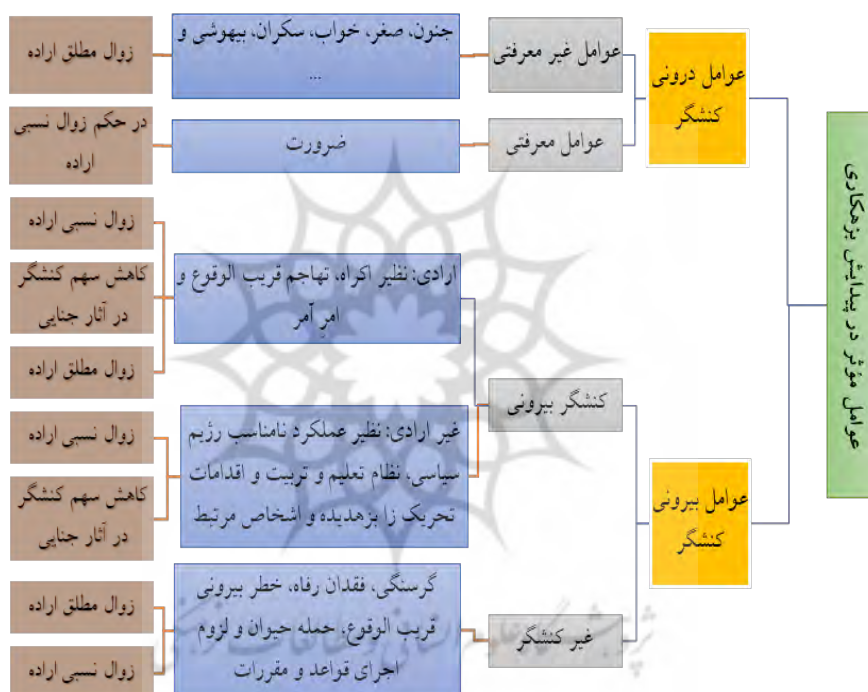 عوامل مؤثر در پیدایش بزهکاری
عوامل درونی
کنشگر
عوامل غیر معرفتی
جنون، صغر، خواب، سکران، بیهوشی و
...
زوال مطلق اراده
عوامل معرفتی
ضرورت
در حکم زوال نسبی
اراده
عوامل بیرونی
کنشگر
کنشگر بیرونی
ارادی: نظیر اکراه، تهاجم قریب الوقوع و
امرِ آمر
زوال نسبی اراده
کاهش سهم کنشگر
در آثار جنایی
زوال مطلق اراده
غیر ارادی: نظیر عملکرد نامناسب رژیم
سیاسی، نظام تعلیم و تربیت و اقدامات
تحریک زا بزهدیده و اشخاص مرتبط
زوال نسبی اراده
کاهش سهم کنشگر
در آثار جنایی
غیر کنشگر
گرسنگی، فقدان رفاه، خطر بیرونی
قریب الوقوع، حمله حیوان و لزوم
اجرای قواعد و مقررات
زوال مطلق اراده
زوال نسبی اراده